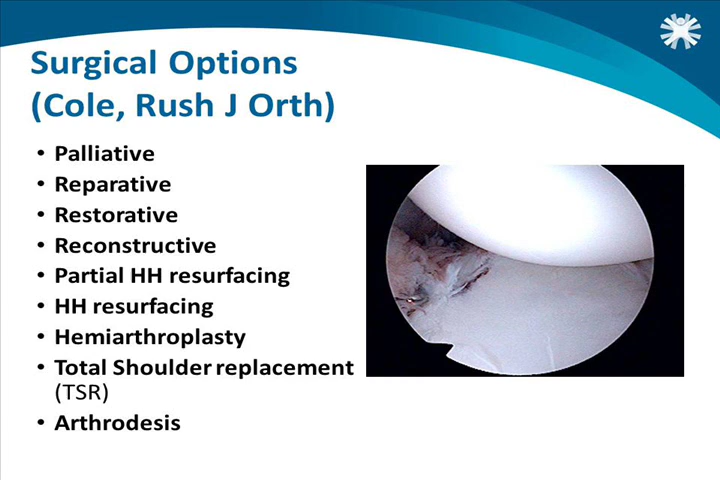 Surgical Options
(Cole, Rush J Orth)
• Palliative
• Reparative
• Restorative
• Reconstructive
• Partial HH resurfacing
• HH resurfacing
• Hemiarthroplasty
• Total Shoulder replacement
(TSR)
• Arthrodesis